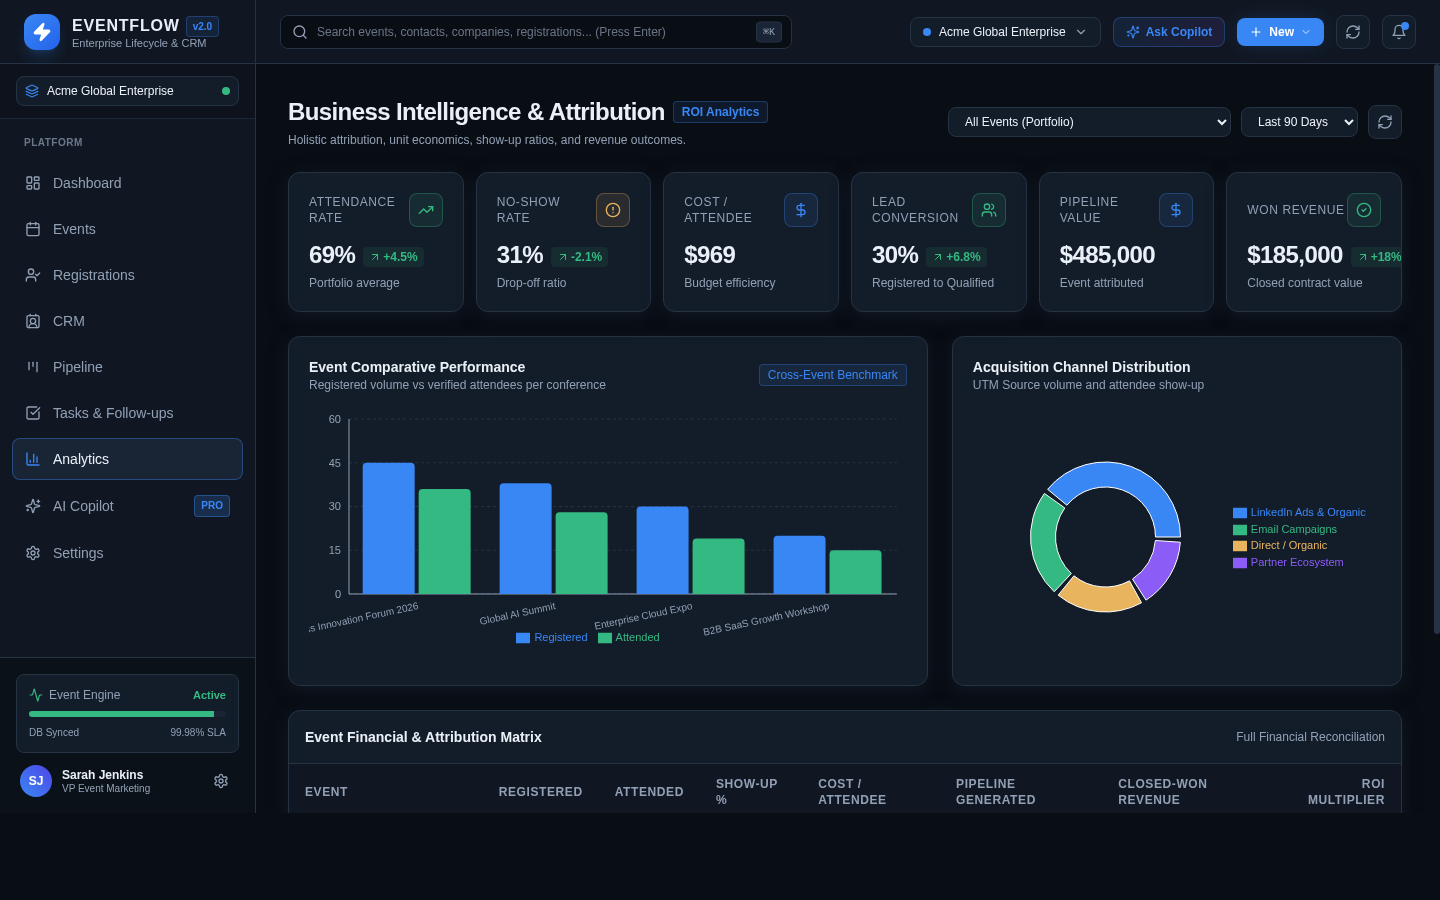 EVENTFLOW v2.0
Enterprise Lifecycle & CRM
Search events, contacts, companies, registrations... (Press Enter) ⌘K
Acme Global Enterprise
Ask Copilot
New
Acme Global Enterprise
PLATFORM
Dashboard
Events
Registrations
CRM
Pipeline
Tasks & Follow-ups
Analytics
AI Copilot PRO
Settings
Event Engine Active
DB Synced 99.98% SLA
SJ
Sarah Jenkins
VP Event Marketing
Business Intelligence & Attribution ROI Analytics
Holistic attribution, unit economics, show-up ratios, and revenue outcomes.
All Events (Portfolio)
Last 90 Days
ATTENDANCE
RATE
69% +4.5%
Portfolio average
NO-SHOW
RATE
31% -2.1%
Drop-off ratio
COST /
ATTENDEE
$969
Budget efficiency
LEAD
CONVERSION
30% +6.8%
Registered to Qualified
PIPELINE
VALUE
$485,000
Event attributed
WON REVENUE
$185,000 +18%
Closed contract value
Event Comparative Performance
Registered volume vs verified attendees per conference
Cross-Event Benchmark
60
45
30
15
0
s Innovation Forum 2026
Global AI Summit
Enterprise Cloud Expo
B2B SaaS Growth Workshop
Registered Attended
Acquisition Channel Distribution
UTM Source volume and attendee show-up
LinkedIn Ads & Organic
Email Campaigns
Direct / Organic
Partner Ecosystem
Event Financial & Attribution Matrix
Full Financial Reconciliation
EVENT
REGISTERED
ATTENDED
SHOW-UP
%
COST /
ATTENDEE
PIPELINE
GENERATED
CLOSED-WON
REVENUE
ROI
MULTIPLIER